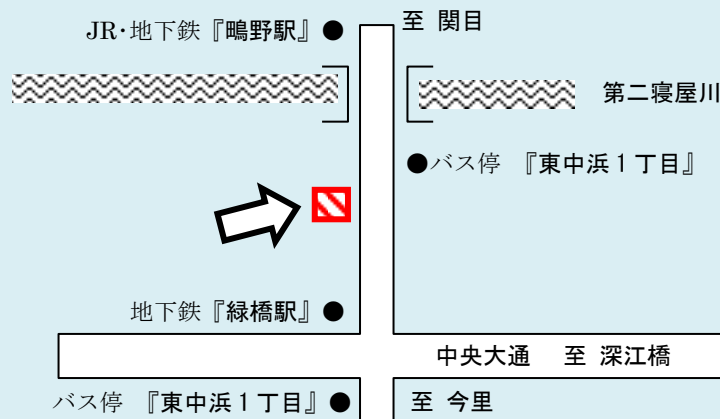 JR･地下鉄『鴫野駅』●
至 関目
第二寝屋川
●バス停 『東中浜１丁目』
地下鉄『緑橋駅』●
中央大通 至 深江橋
バス停 『東中浜１丁目』●
至 今里